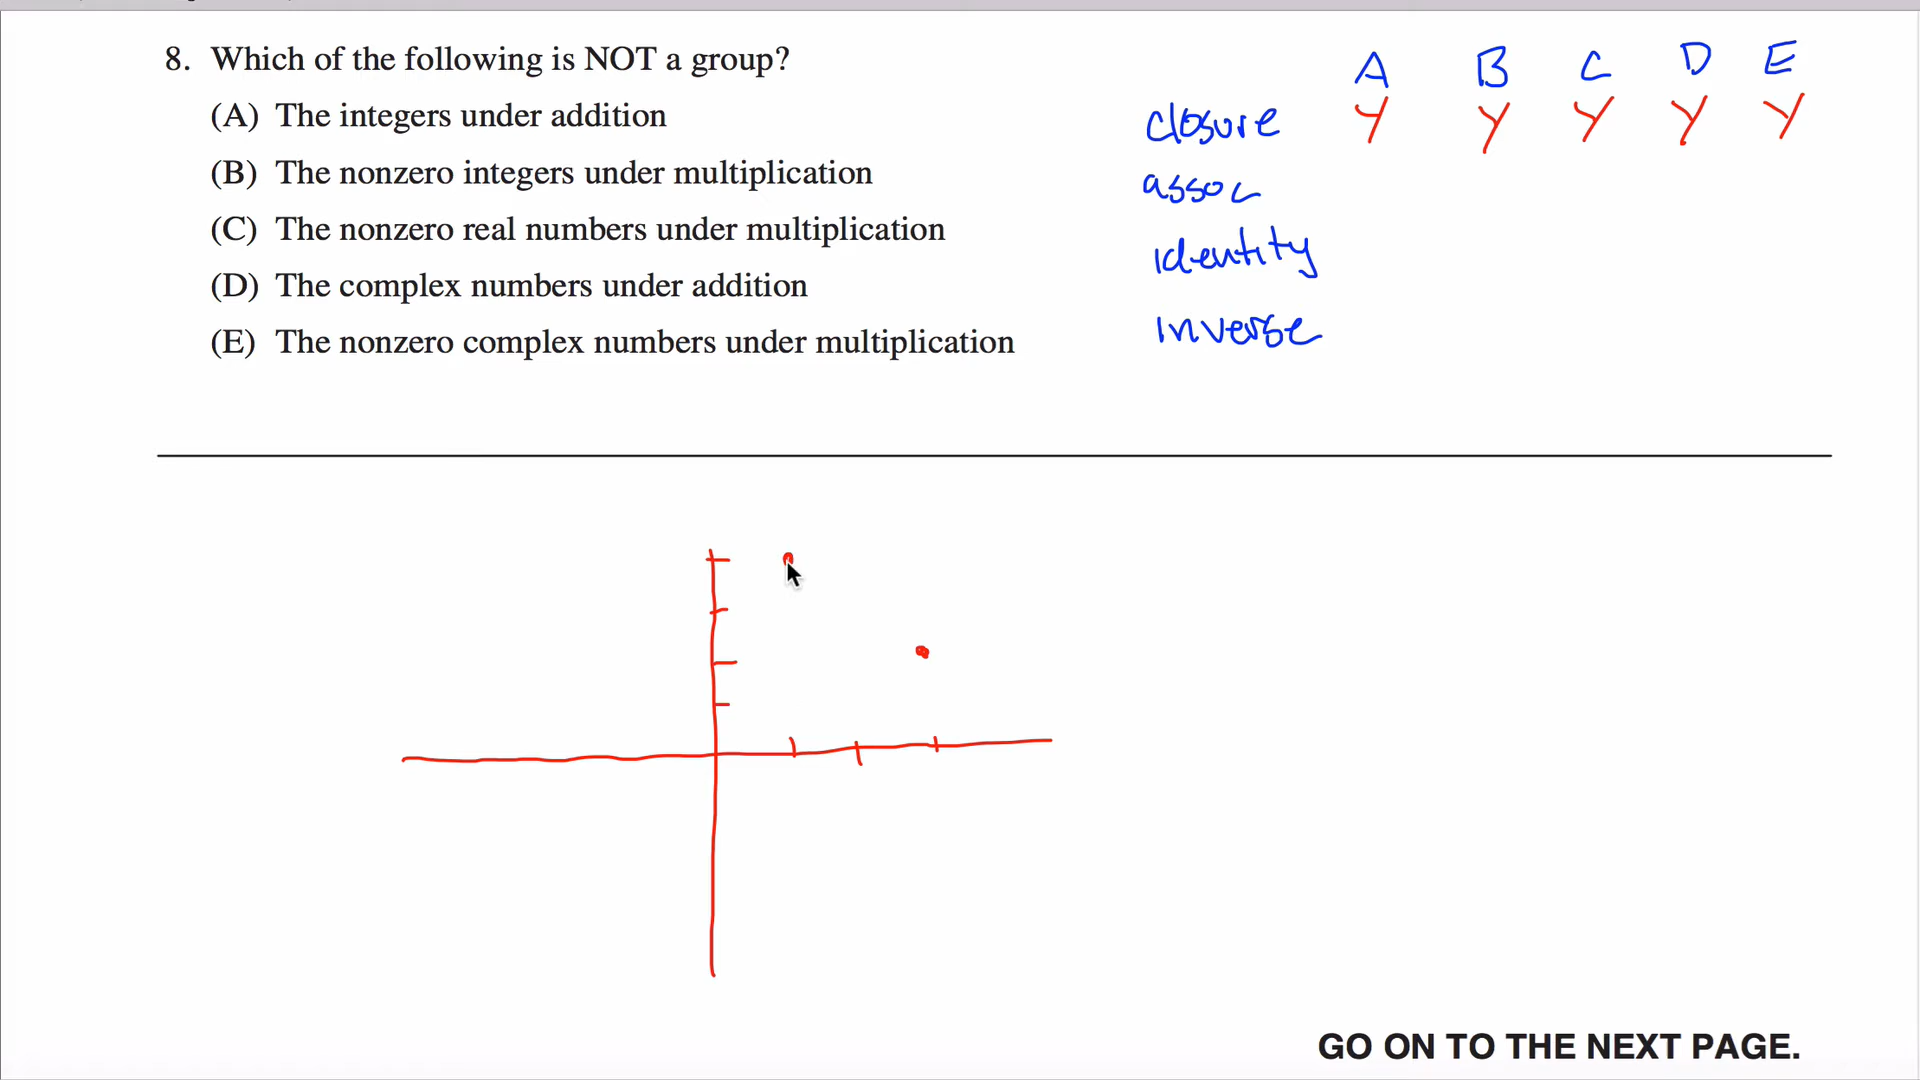 8. Which of the following is NOT a group?
(A) The integers under addition
(B) The nonzero integers under multiplication
(C) The nonzero real numbers under multiplication
(D) The complex numbers under addition
(E) The nonzero complex numbers under multiplication
A B C D E
closure Y Y Y Y Y
assoc
identity
inverse
GO ON TO THE NEXT PAGE.